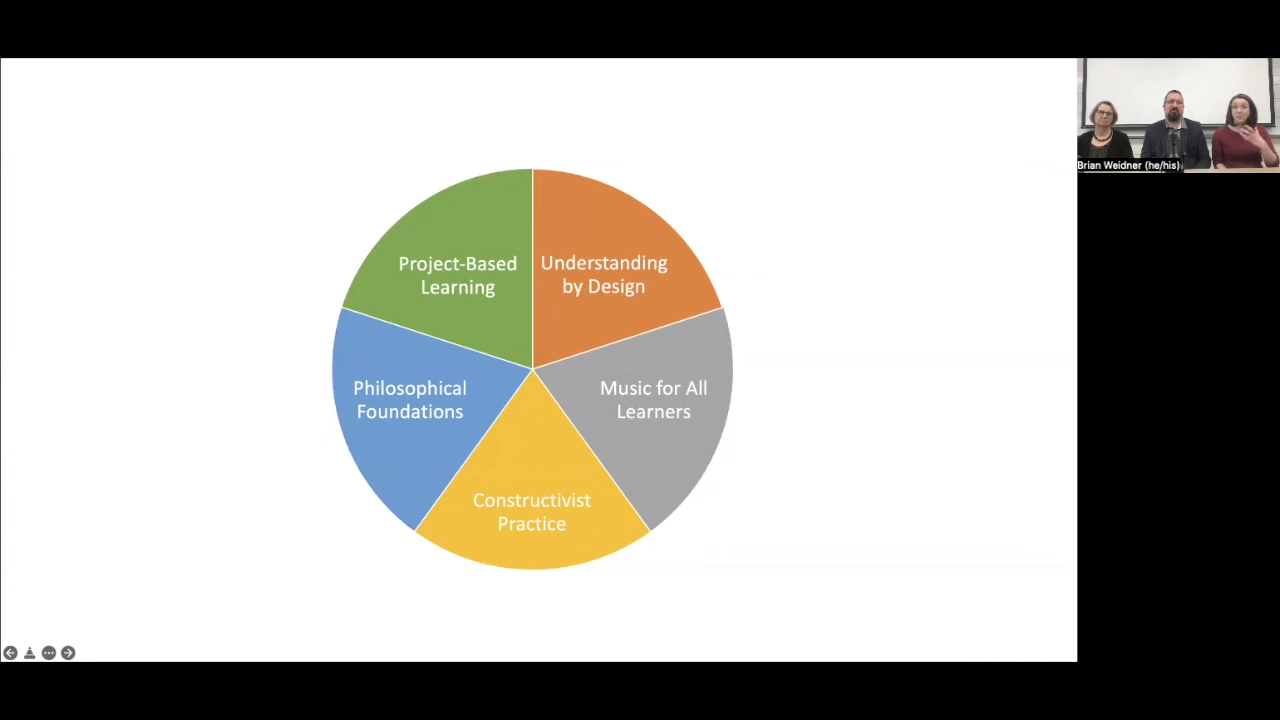 Project-Based
Learning
Understanding
by Design
Philosophical
Foundations
Music for All
Learners
Constructivist
Practice
Brian Weidner (he/his)